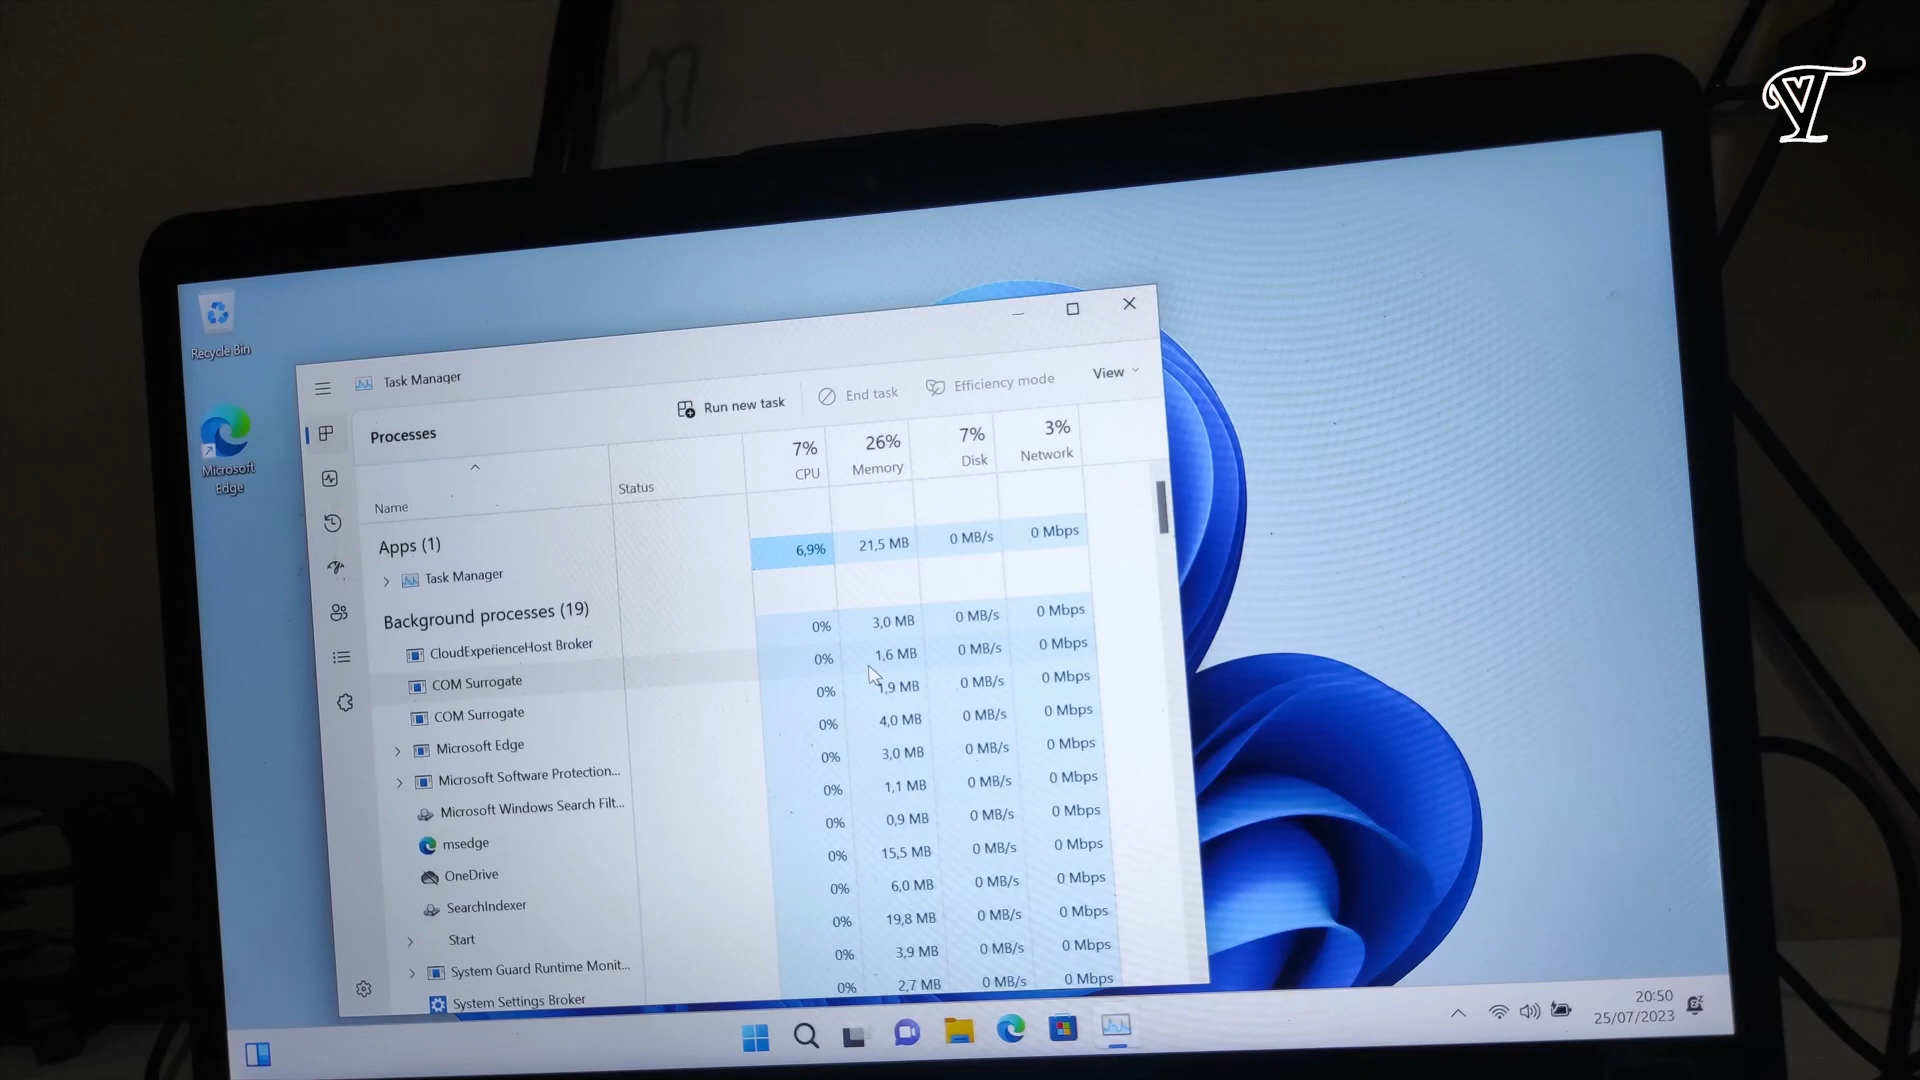 Recycle Bin
Microsoft
Edge
Task Manager
Run new task
End task
Efficiency mode
View
Processes
7%
26%
7%
3%
Name
Status
CPU
Memory
Disk
Network
Apps (1)
Task Manager
6,9%
21,5 MB
0 MB/s
0 Mbps
Background processes (19)
CloudExperienceHost Broker
0%
3,0 MB
0 MB/s
0 Mbps
COM Surrogate
0%
1,6 MB
0 MB/s
0 Mbps
COM Surrogate
0%
1,9 MB
0 MB/s
0 Mbps
Microsoft Edge
0%
4,0 MB
0 MB/s
0 Mbps
Microsoft Software Protection...
0%
3,0 MB
0 MB/s
0 Mbps
Microsoft Windows Search Filt...
0%
1,1 MB
0 MB/s
0 Mbps
msedge
0%
0,9 MB
0 MB/s
0 Mbps
OneDrive
0%
15,5 MB
0 MB/s
0 Mbps
SearchIndexer
0%
6,0 MB
0 MB/s
0 Mbps
Start
0%
19,8 MB
0 MB/s
0 Mbps
System Guard Runtime Monit...
0%
3,9 MB
0 MB/s
0 Mbps
System Settings Broker
0%
2,7 MB
0 MB/s
0 Mbps
20:50
25/07/2023